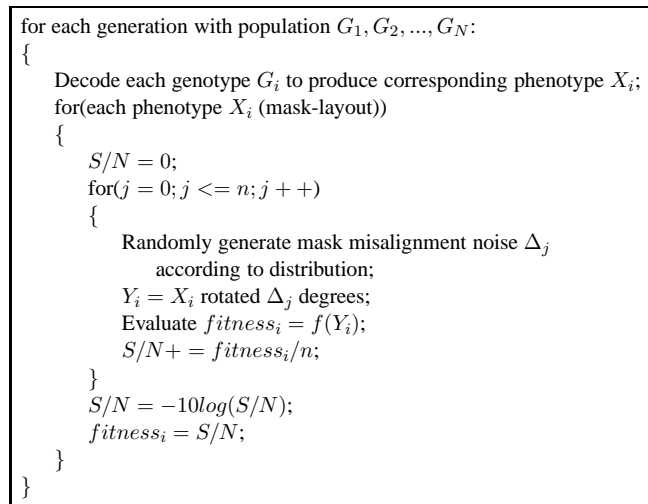 for each generation with population G₁, G₂, ..., G_N:
{
Decode each genotype G_i to produce corresponding phenotype X_i;
for(each phenotype X_i (mask-layout))
{
S/N = 0;
for(j = 0; j <= n; j + +)
{
Randomly generate mask misalignment noise Δ_j
according to distribution;
Y_i = X_i rotated Δ_j degrees;
Evaluate fitness_i = f(Y_i);
S/N+ = fitness_i/n;
}
S/N = −10log(S/N);
fitness_i = S/N;
}
}